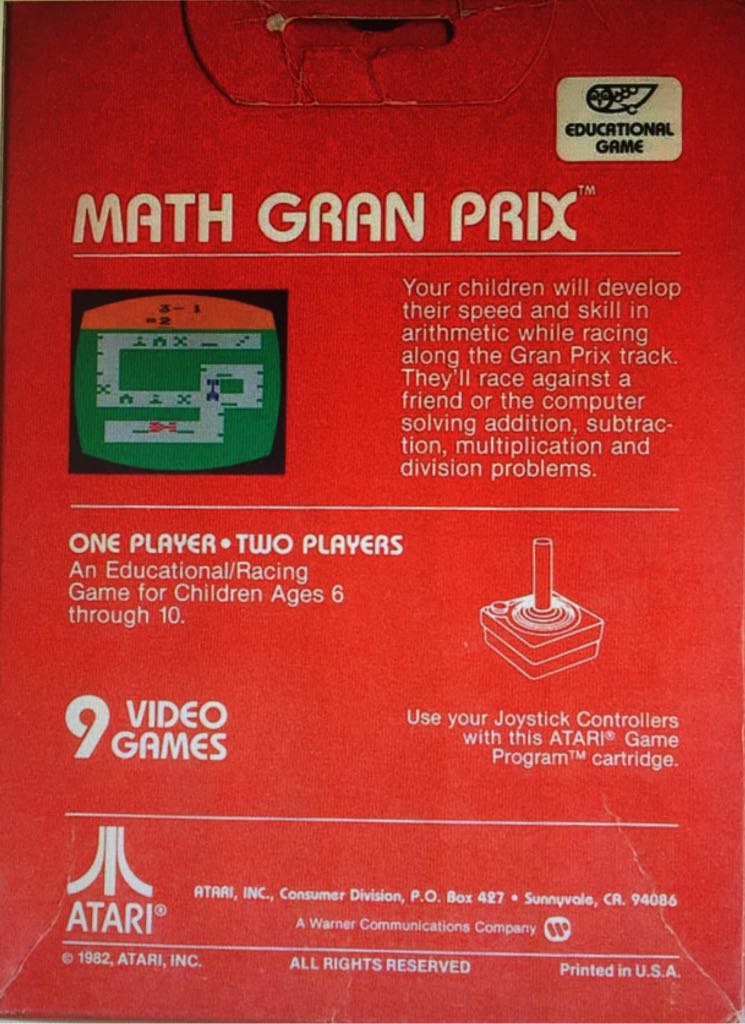 EDUCATIONAL
GAME
MATH GRAN PRIX™
3-1
=2
Your children will develop
their speed and skill in
arithmetic while racing
along the Gran Prix track.
They'll race against a
friend or the computer
solving addition, subtrac-
tion, multiplication and
division problems.
ONE PLAYER • TWO PLAYERS
An Educational/Racing
Game for Children Ages 6
through 10.
9 VIDEO
GAMES
Use your Joystick Controllers
with this ATARI® Game
Program™ cartridge.
ATARI®
ATARI, INC., Consumer Division, P.O. Box 427 • Sunnyvale, CA. 94086
A Warner Communications Company
© 1982, ATARI, INC. ALL RIGHTS RESERVED Printed in U.S.A.